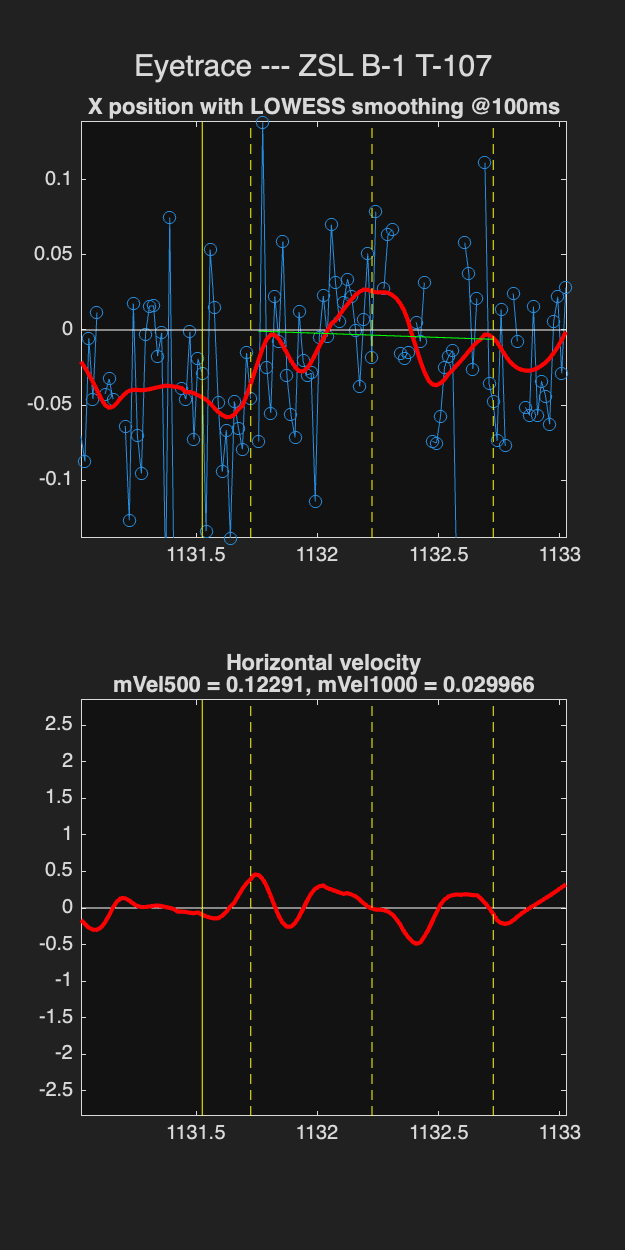 Eyetrace --- ZSL B-1 T-107
X position with LOWESS smoothing @100ms
0.1
0.05
0
-0.05
-0.1
1131.5 1132 1132.5 1133
Horizontal velocity
mVel500 = 0.12291, mVel1000 = 0.029966
2.5
2
1.5
1
0.5
0
-0.5
-1
-1.5
-2
-2.5
1131.5 1132 1132.5 1133